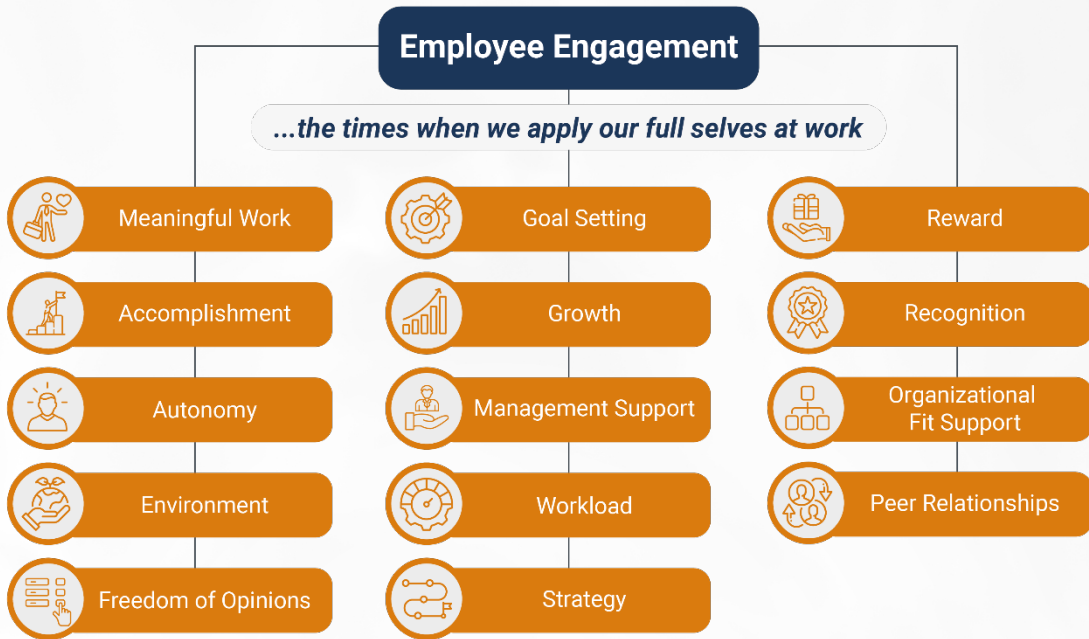 Employee Engagement
...the times when we apply our full selves at work
Meaningful Work
Accomplishment
Autonomy
Environment
Freedom of Opinions
Goal Setting
Growth
Management Support
Workload
Strategy
Reward
Recognition
Organizational
Fit Support
Peer Relationships